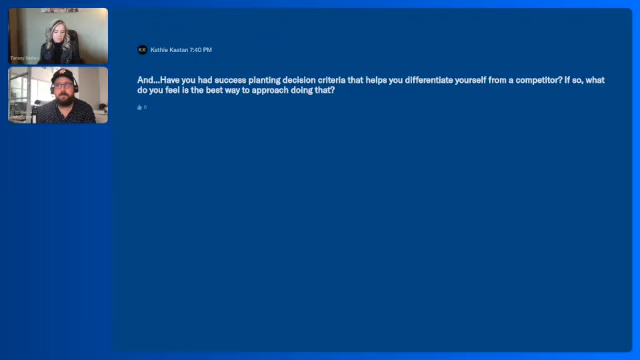 Kathie Kastan 7:40 PM
And...Have you had success planting decision criteria that helps you differentiate yourself from a competitor? If so, what
do you feel is the best way to approach doing that?
0